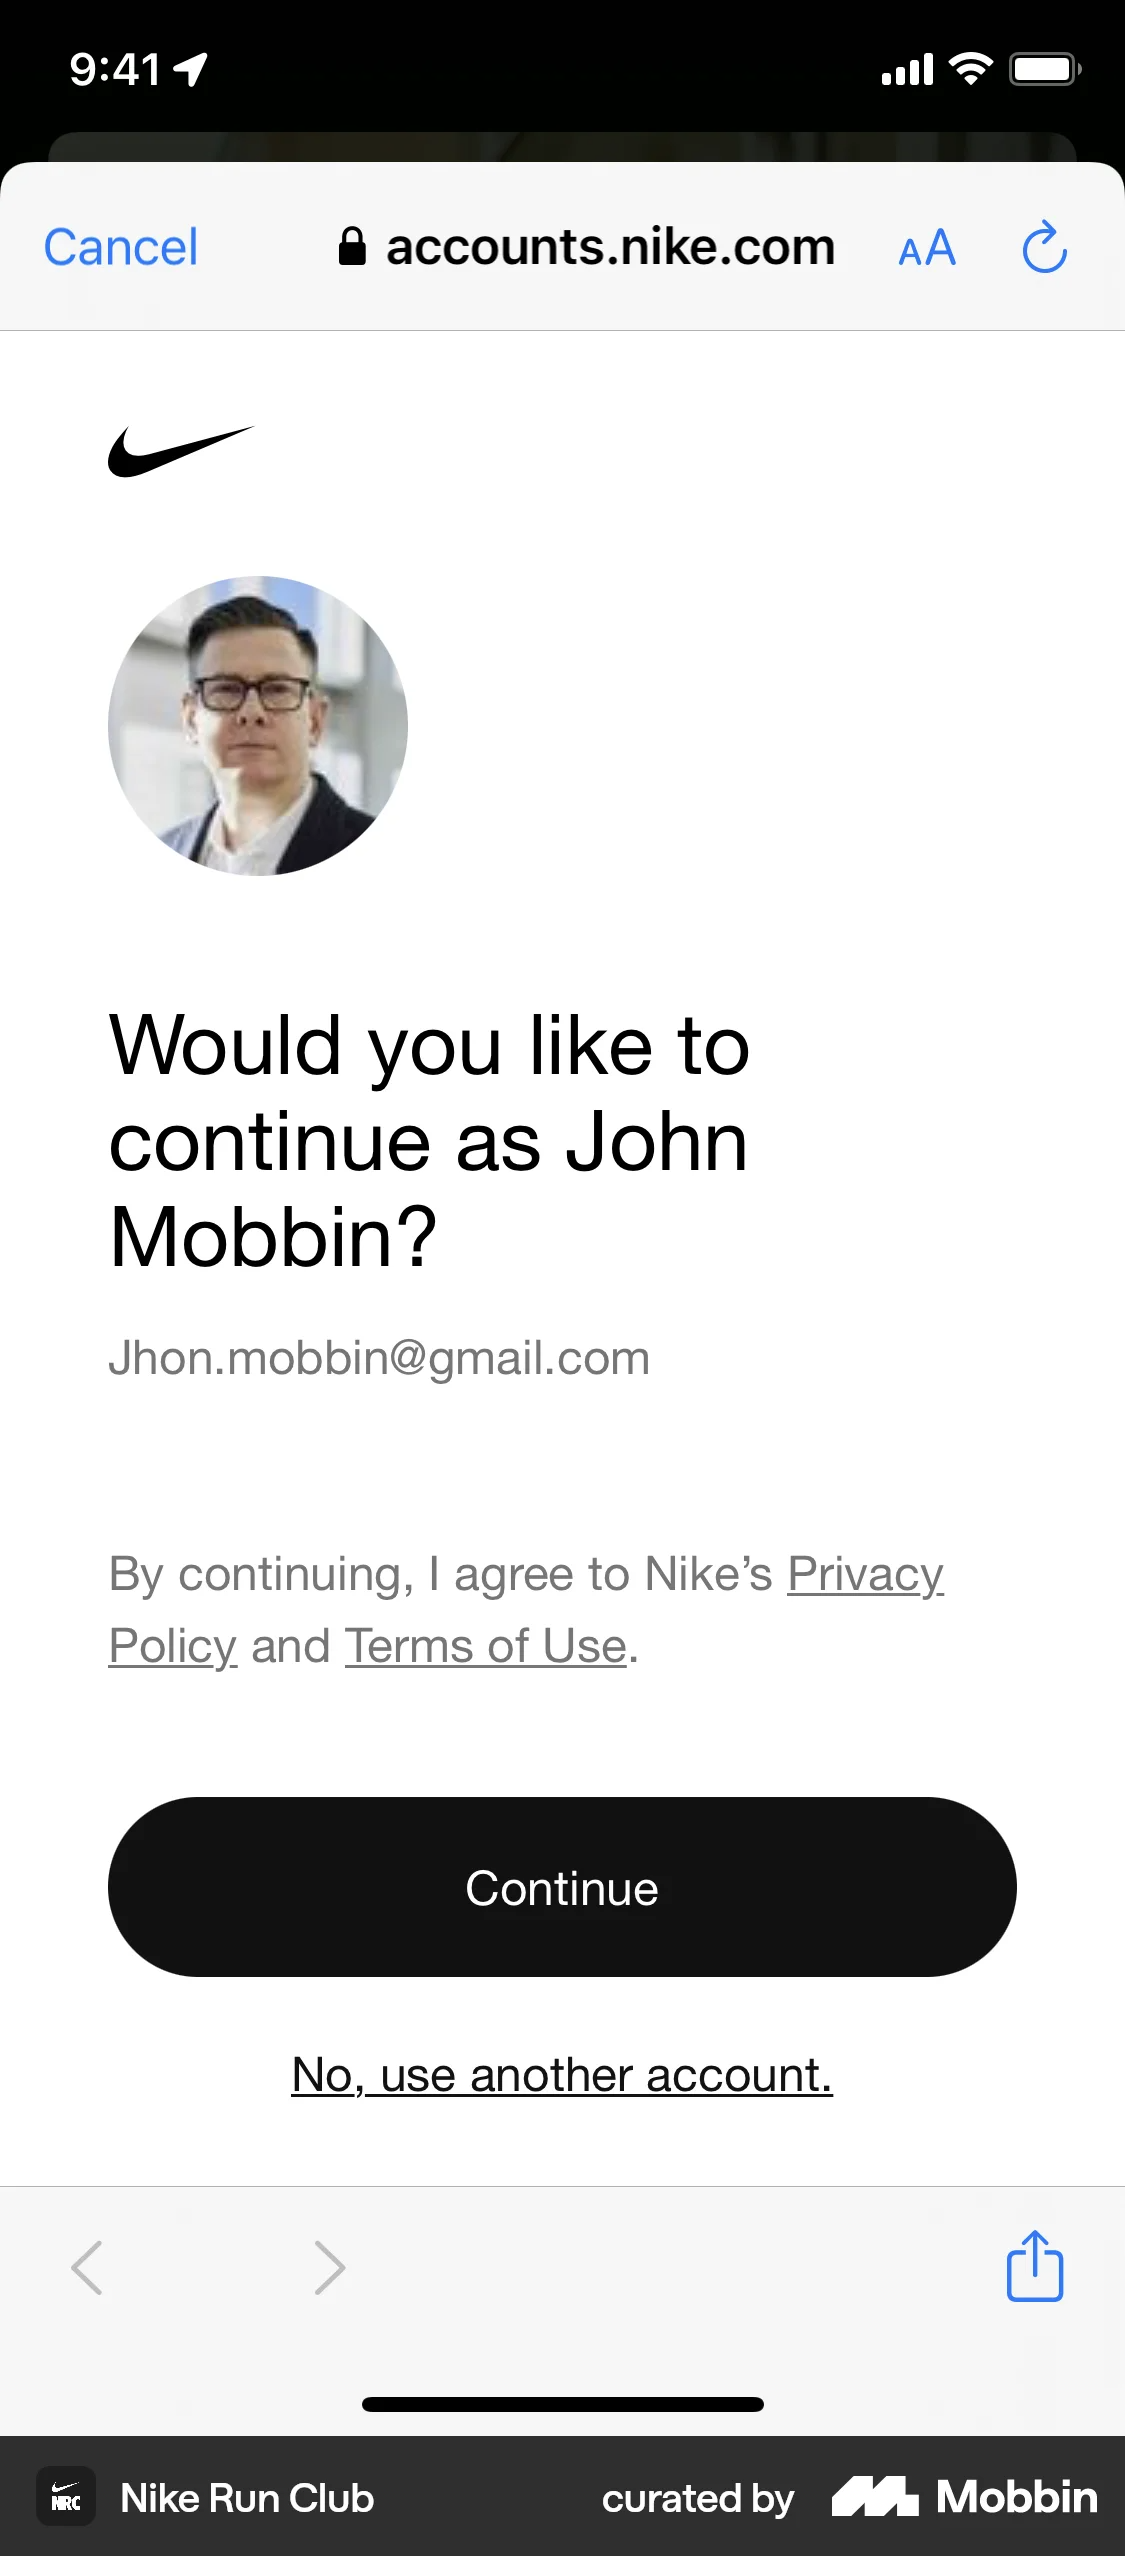 9:41
Cancel accounts.nike.com AA
Would you like to
continue as John
Mobbin?
Jhon.mobbin@gmail.com
By continuing, I agree to Nike’s Privacy
Policy and Terms of Use.
Continue
No, use another account.
NRC Nike Run Club curated by Mobbin